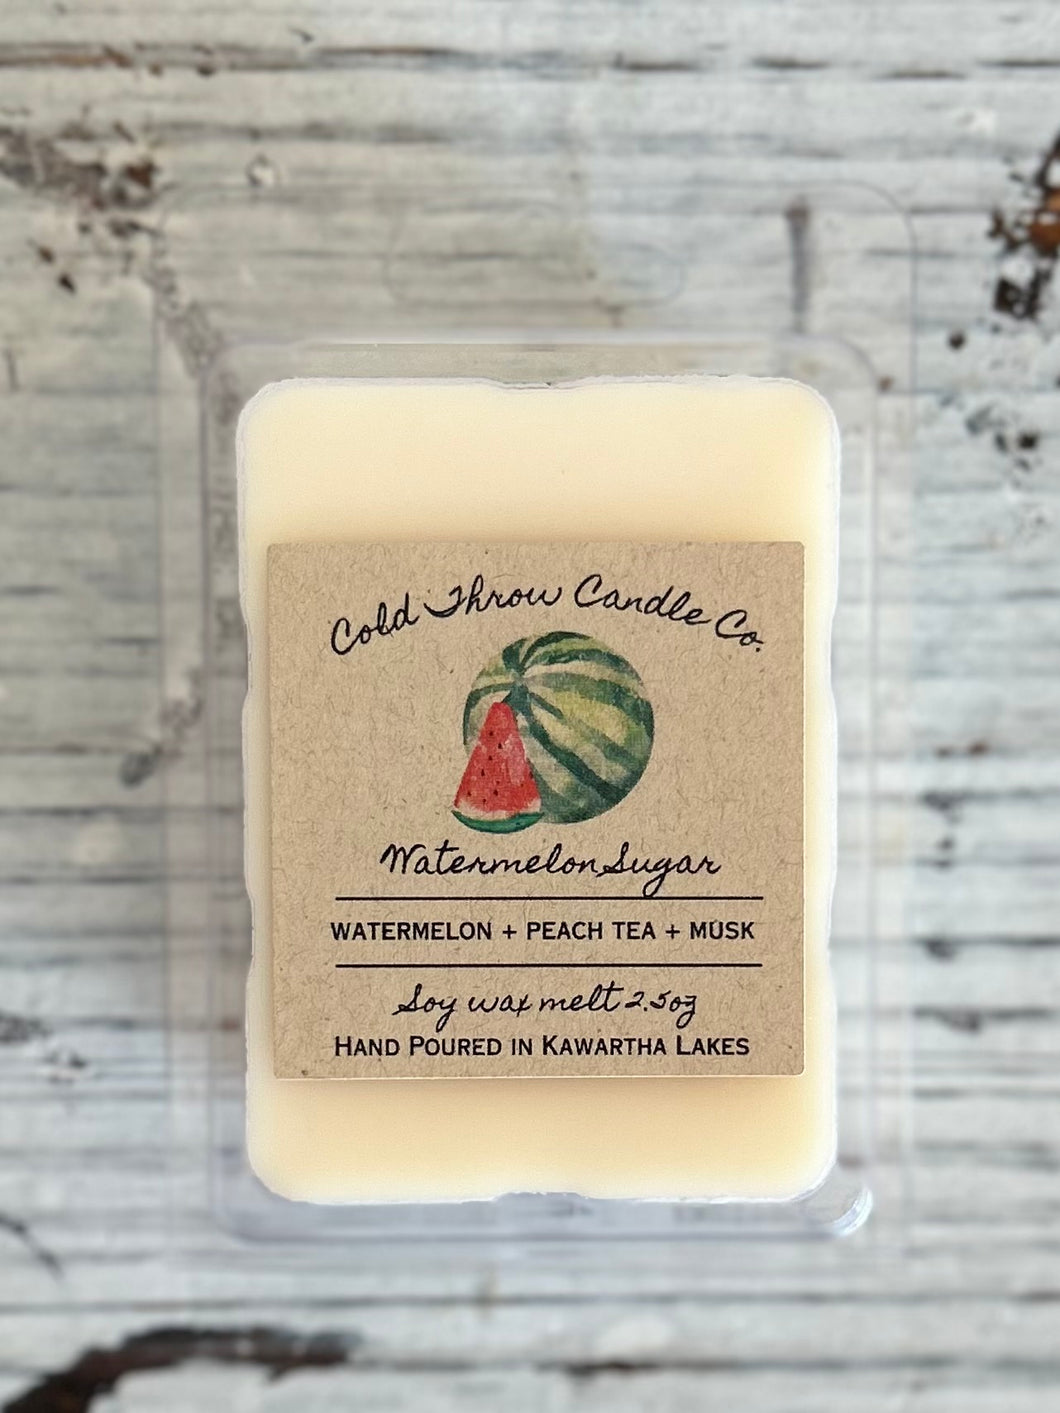 Cold Throw Candle Co.
Watermelon Sugar
WATERMELON + PEACH TEA + MUSK
Soy wax melt 2.5oz
HAND POURED IN KAWARTHA LAKES